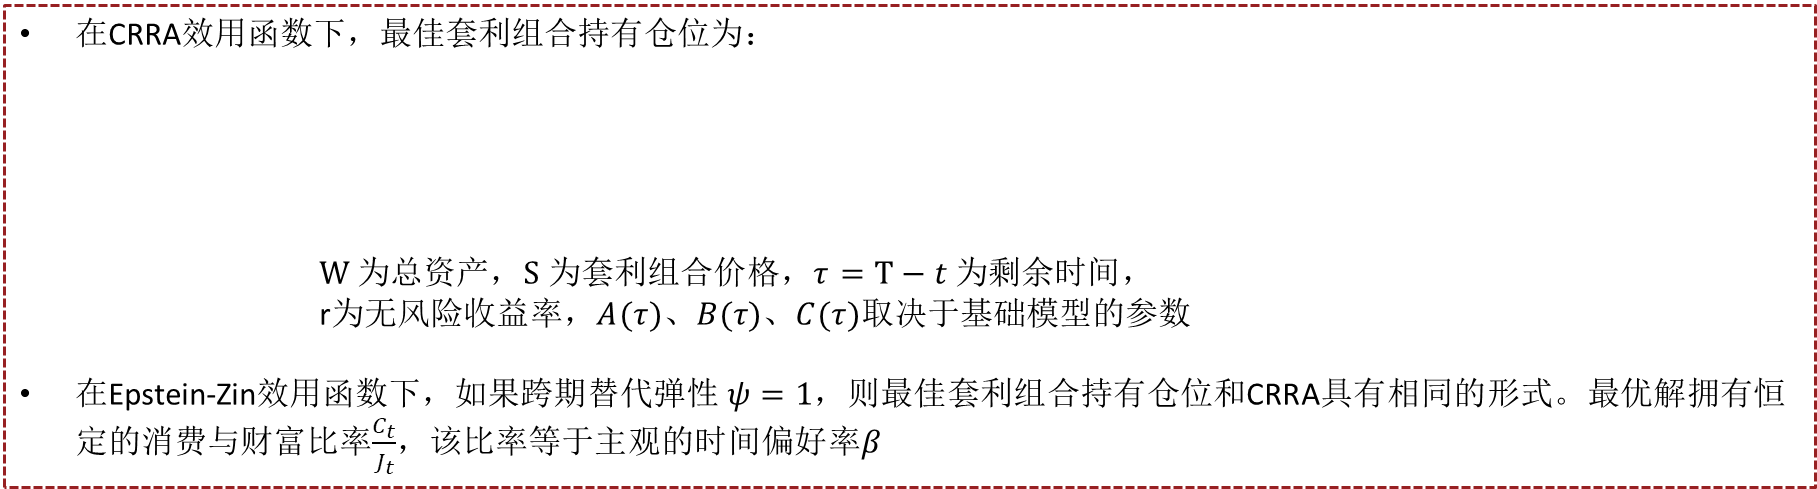 • 在CRRA效用函数下，最佳套利组合持有仓位为：
W 为总资产，S 为套利组合价格，τ = T − t 为剩余时间，
r为无风险收益率，A(τ)、B(τ)、C(τ)取决于基础模型的参数
• 在Epstein-Zin效用函数下，如果跨期替代弹性 ψ = 1，则最佳套利组合持有仓位和CRRA具有相同的形式。最优解拥有恒
定的消费与财富比率C_t/J_t，该比率等于主观的时间偏好率β